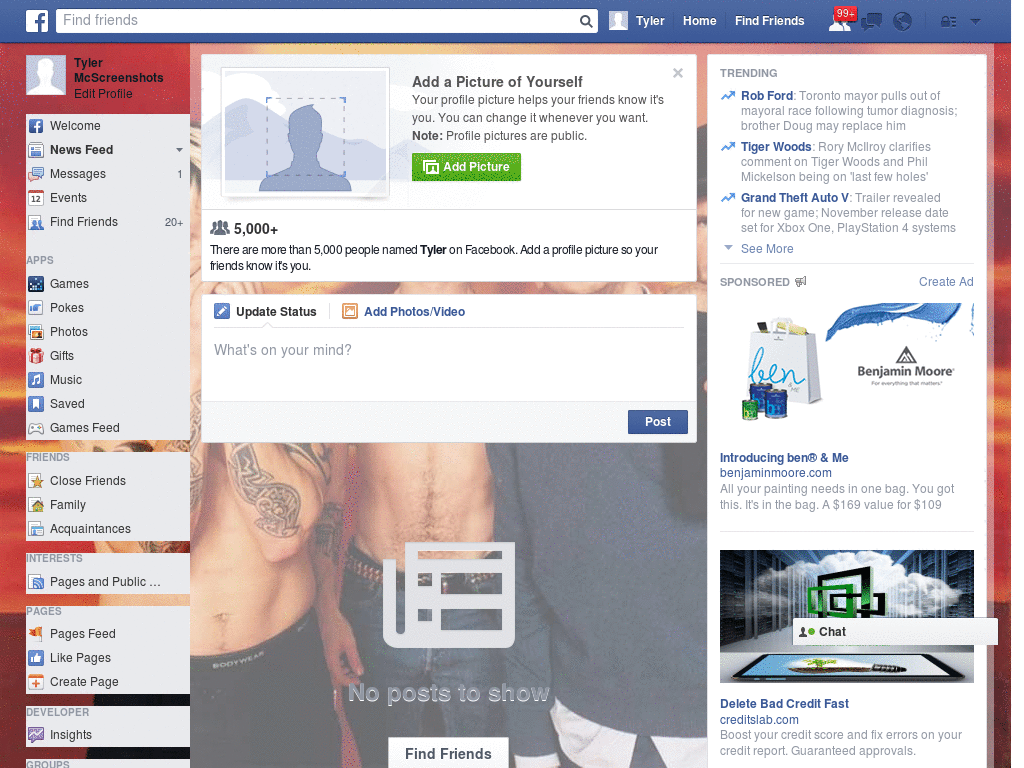 Find friends
Tyler
Home
Find Friends
99+
Tyler
McScreenshots
Edit Profile
Welcome
News Feed
Messages 1
12 Events
Find Friends 20+
APPS
Games
Pokes
Photos
Gifts
Music
Saved
Games Feed
FRIENDS
Close Friends
Family
Acquaintances
INTERESTS
Pages and Public ...
PAGES
Pages Feed
Like Pages
Create Page
DEVELOPER
Insights
GROUPS
Add a Picture of Yourself
Your profile picture helps your friends know it's
you. You can change it whenever you want.
Note: Profile pictures are public.
Add Picture
5,000+
There are more than 5,000 people named Tyler on Facebook. Add a profile picture so your
friends know it's you.
Update Status
Add Photos/Video
What's on your mind?
Post
BODYWEAR
No posts to show
Find Friends
TRENDING
Rob Ford: Toronto mayor pulls out of
mayoral race following tumor diagnosis;
brother Doug may replace him
Tiger Woods: Rory McIlroy clarifies
comment on Tiger Woods and Phil
Mickelson being on 'last few holes'
Grand Theft Auto V: Trailer revealed
for new game; November release date
set for Xbox One, PlayStation 4 systems
See More
SPONSORED
Create Ad
ben
Benjamin Moore®
For everything that matters.®
Introducing ben® & Me
benjaminmoore.com
All your painting needs in one bag. You got
this. It's in the bag. A $169 value for $109
Chat
Delete Bad Credit Fast
creditslab.com
Boost your credit score and fix errors on your
credit report. Guaranteed approvals.